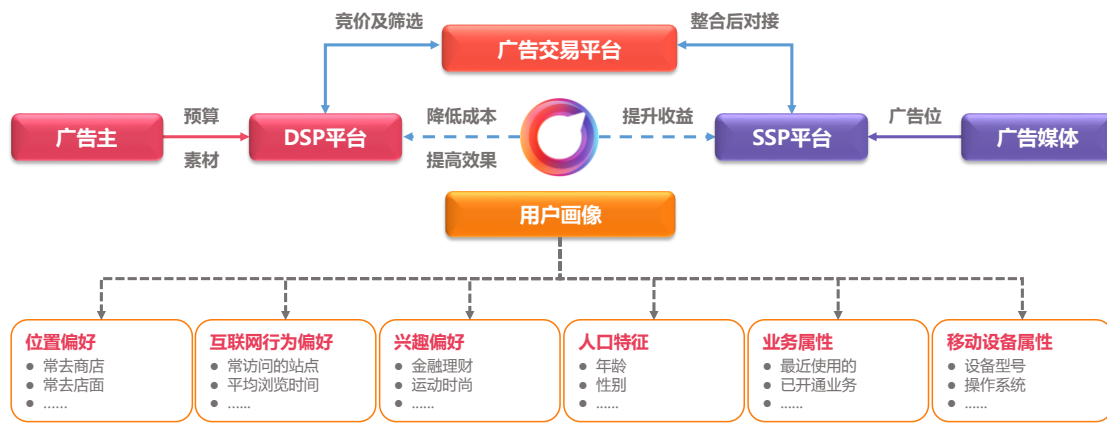 竞价及筛选
广告交易平台
整合后对接
广告主
预算
素材
DSP平台
降低成本
提高效果
提升收益
SSP平台
广告位
广告媒体
用户画像
位置偏好
● 常去商店
● 常去店面
● ......
互联网行为偏好
● 常访问的站点
● 平均浏览时间
● ......
兴趣偏好
● 金融理财
● 运动时尚
● ......
人口特征
● 年龄
● 性别
● ......
业务属性
● 最近使用的
● 已开通业务
● ......
移动设备属性
● 设备型号
● 操作系统
● ......